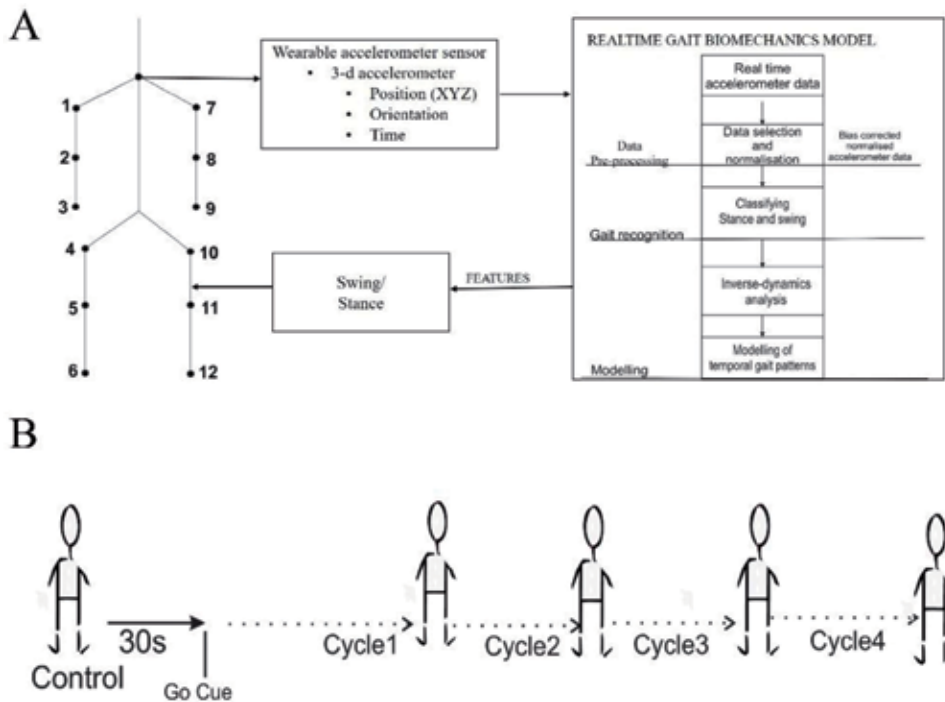 A
1
2
3
4
5
6
7
8
9
10
11
12
Wearable accelerometer sensor
• 3-d accelerometer
• Position (XYZ)
• Orientation
• Time
Swing/
Stance
FEATURES
REALTIME GAIT BIOMECHANICS MODEL
Real time
accelerometer data
Data selection
and
normalisation
Data
Pre-processing
Bias corrected
normalised
accelerometer data
Classifying
Stance and swing
Gait recognition
Inverse-dynamics
analysis
Modelling of
temporal gait patterns
Modelling
B
Control
30s
Go Cue
Cycle1
Cycle2
Cycle3
Cycle4